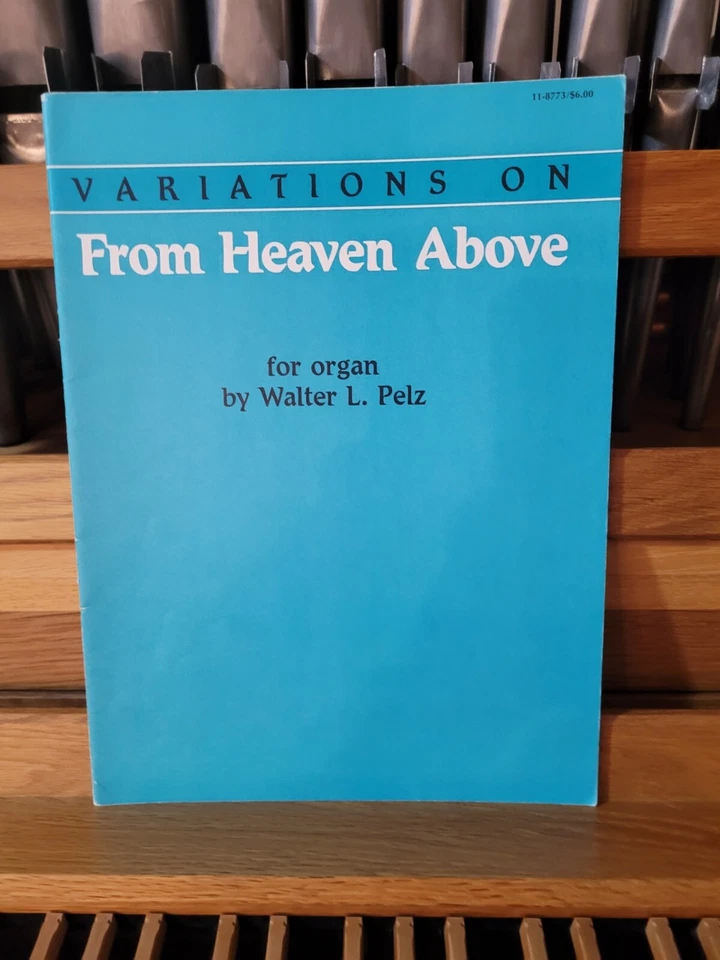 11-8773/$6.00
VARIATIONS ON
From Heaven Above
for organ
by Walter L. Pelz